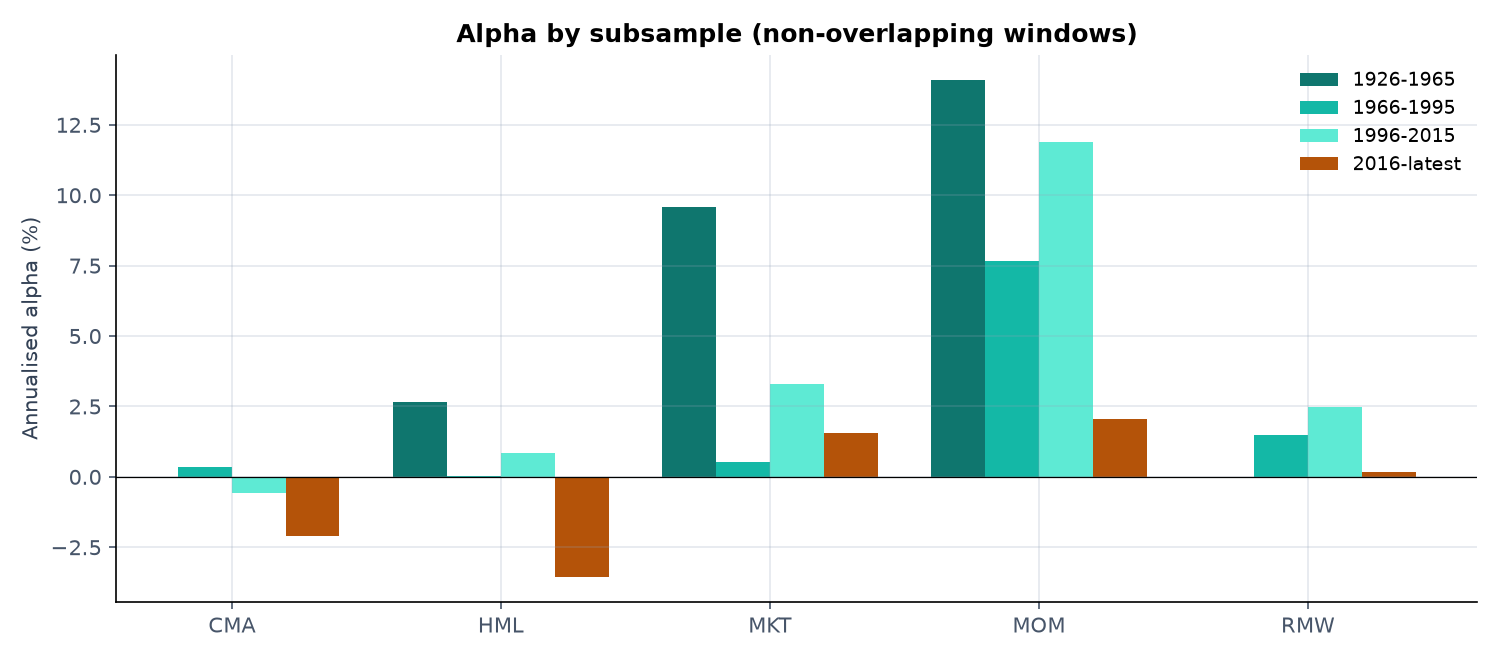 Alpha by subsample (non-overlapping windows)
1926-1965
1966-1995
1996-2015
2016-latest
Annualised alpha (%)
12.5
10.0
7.5
5.0
2.5
0.0
−2.5
CMA HML MKT MOM RMW